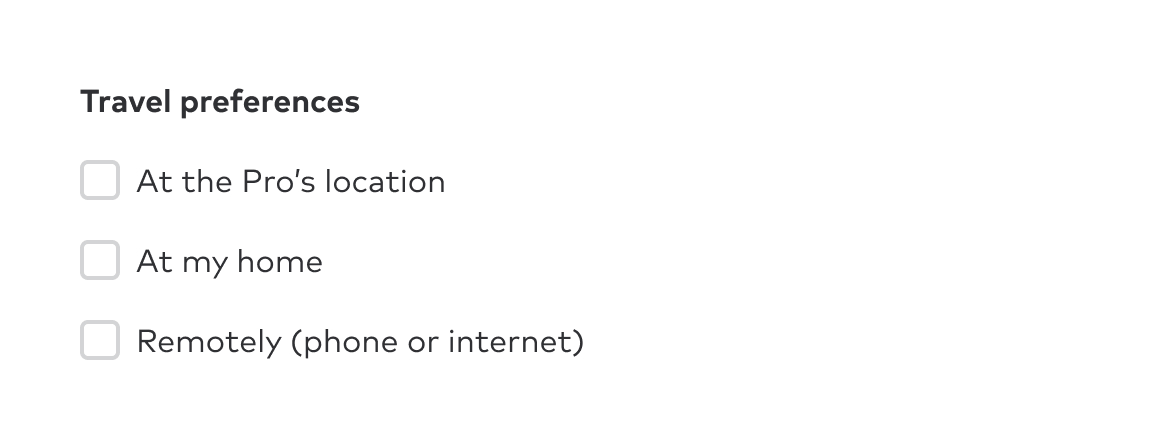 Travel preferences
At the Pro’s location
At my home
Remotely (phone or internet)